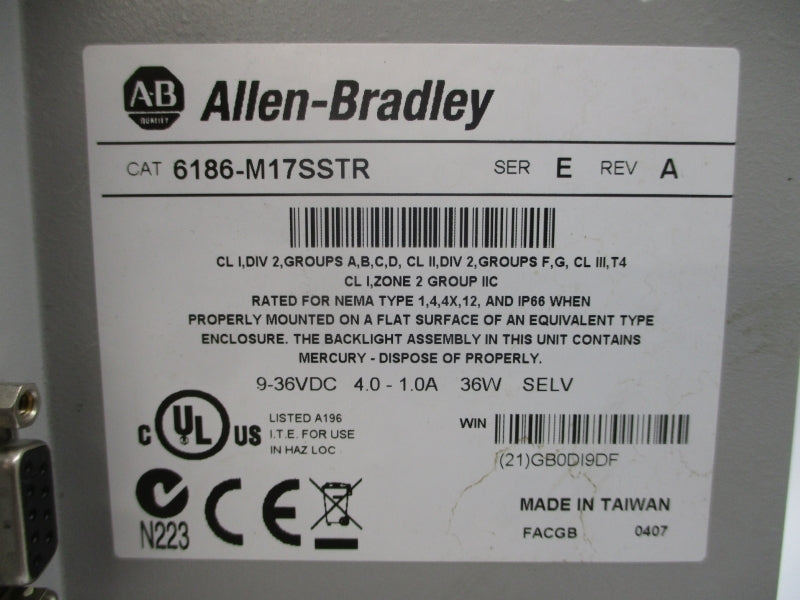 A-B
QUALITY
Allen-Bradley
CAT 6186-M17SSTR SER E REV A
CL I,DIV 2,GROUPS A,B,C,D, CL II,DIV 2,GROUPS F,G, CL III,T4
CL I,ZONE 2 GROUP IIC
RATED FOR NEMA TYPE 1,4,4X,12, AND IP66 WHEN
PROPERLY MOUNTED ON A FLAT SURFACE OF AN EQUIVALENT TYPE
ENCLOSURE. THE BACKLIGHT ASSEMBLY IN THIS UNIT CONTAINS
MERCURY - DISPOSE OF PROPERLY.
9-36VDC 4.0 - 1.0A 36W SELV
C UL US
LISTED A196
I.T.E. FOR USE
IN HAZ LOC
WIN
(21)GB0DI9DF
N223
CE
MADE IN TAIWAN
FACGB 0407